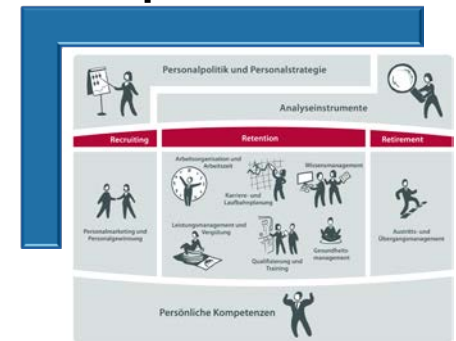 Personalpolitik und Personalstrategie
Analyseinstrumente
Recruiting
Retention
Retirement
Arbeitsorganisation und
Arbeitszeit
Karriere- und
Laufbahnplanung
Wissensmanagement
Personalmarketing und
Personalgewinnung
Leistungsmanagement und
Vergütung
Qualifizierung und
Training
Gesundheits-
management
Austritts- und
Übergangsmanagement
Persönliche Kompetenzen